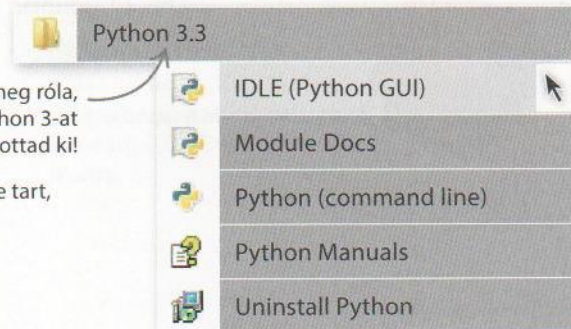 Python 3.3
neg róla,
hon 3-at
ottad ki!
e tart,
IDLE (Python GUI)
Module Docs
Python (command line)
Python Manuals
Uninstall Python